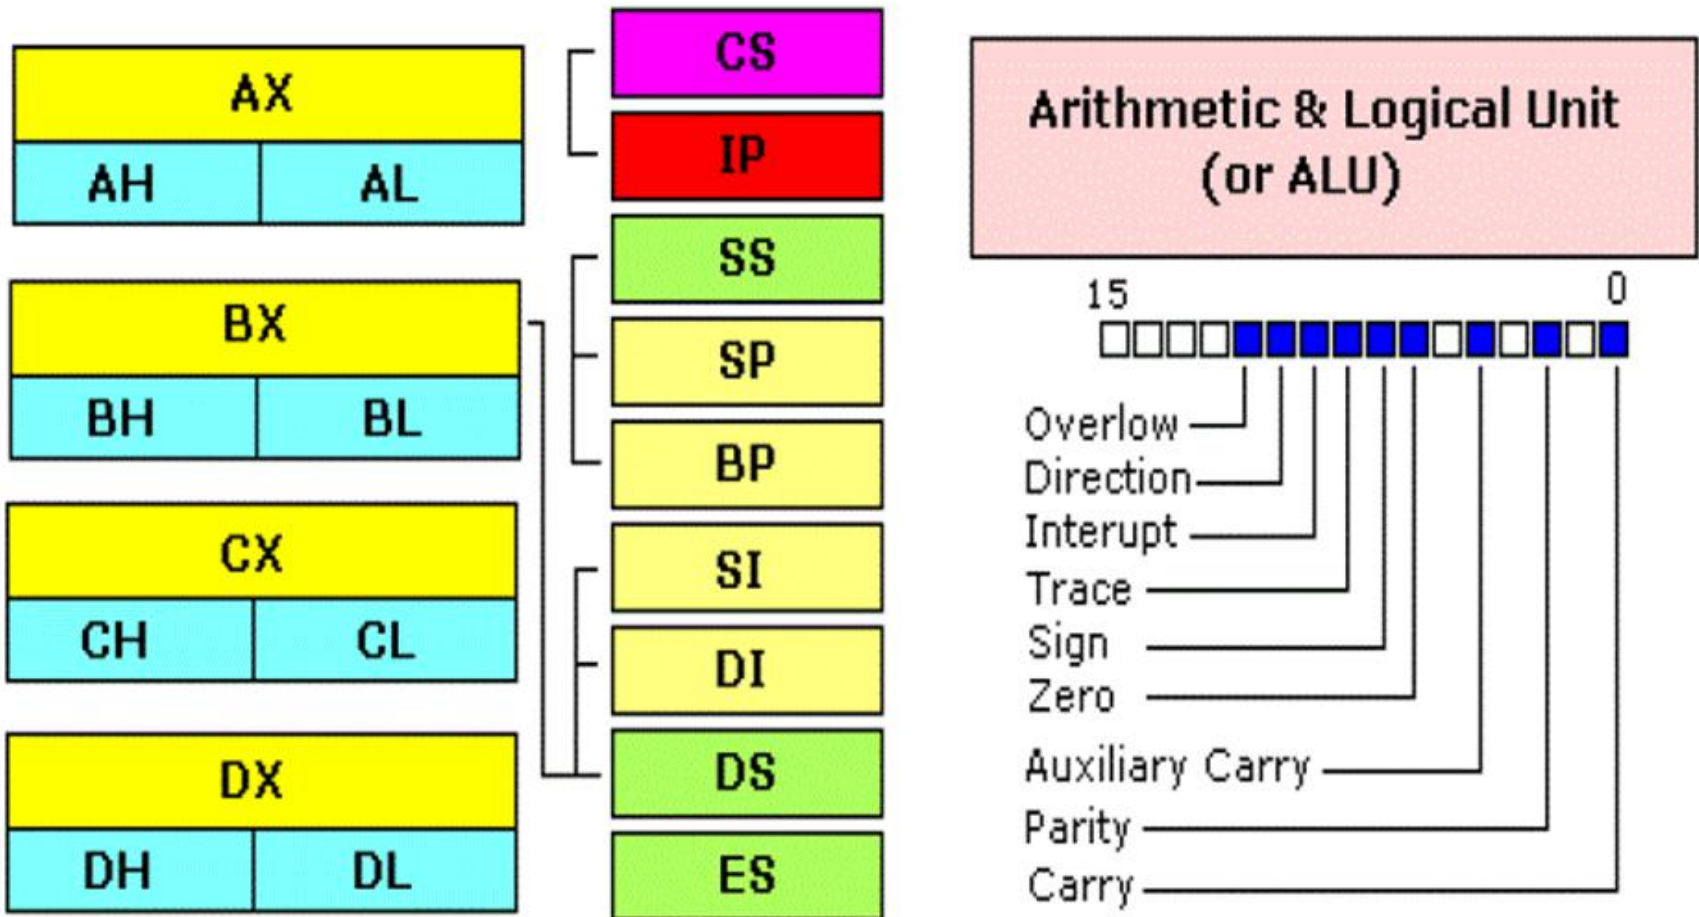 AX
AH AL
BX
BH BL
CX
CH CL
DX
DH DL
CS
IP
SS
SP
BP
SI
DI
DS
ES
Arithmetic & Logical Unit
(or ALU)
15 0
Overlow
Direction
Interupt
Trace
Sign
Zero
Auxiliary Carry
Parity
Carry